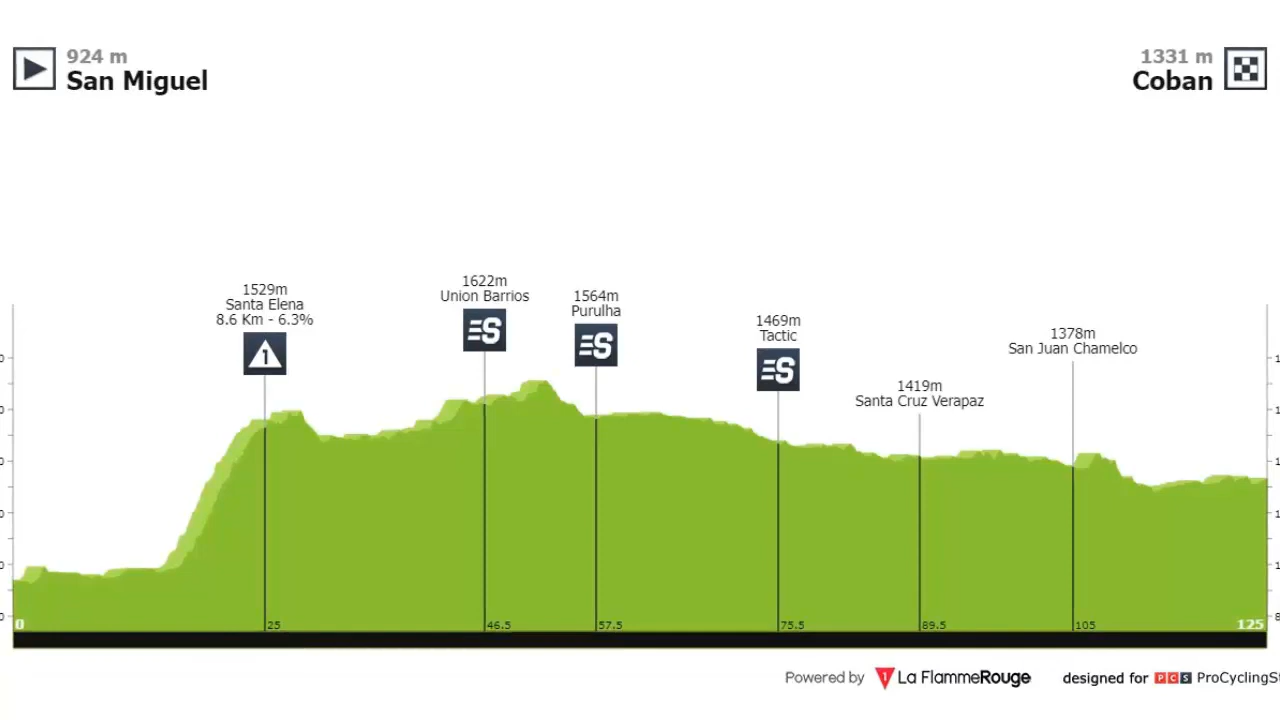 924 m
San Miguel
1331 m
Coban
1529m
Santa Elena
8.6 Km - 6.3%
1
1622m
Union Barrios
S
1564m
Purulha
S
1469m
Tactic
S
1419m
Santa Cruz Verapaz
1378m
San Juan Chamelco
0
25
46.5
57.5
75.5
89.5
105
125
Powered by La FlammeRouge
designed for PCS